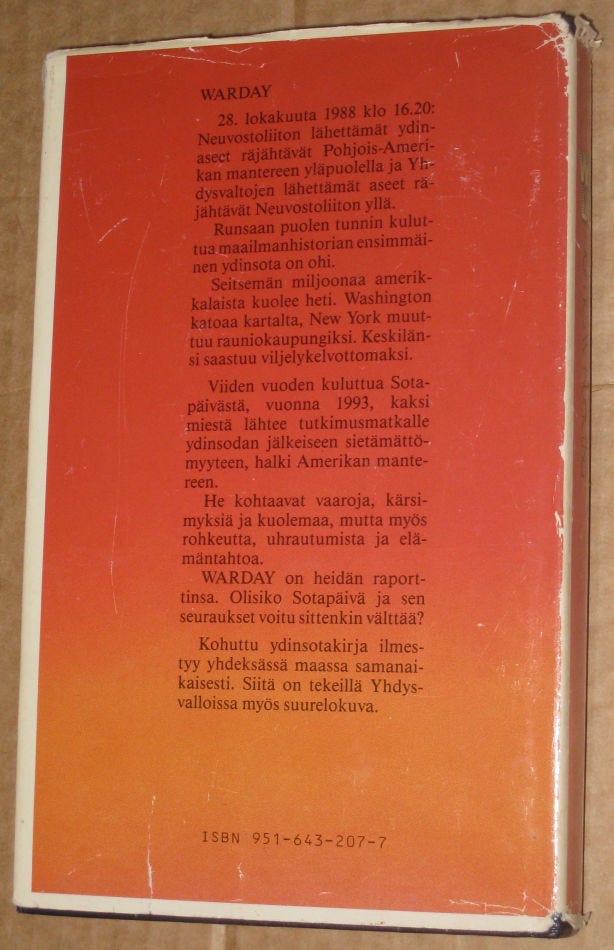 WARDAY
28. lokakuuta 1988 klo 16.20:
Neuvostoliiton lähettämät ydin-
aseet räjähtävät Pohjois-Ameri-
kan mantereen yläpuolella ja Yh-
dysvaltojen lähettämät aseet rä-
jähtävät Neuvostoliiton yllä.
Runsaan puolen tunnin kulut-
tua maailmanhistorian ensimmäi-
nen ydinsota on ohi.
Seitsemän miljoonaa amerik-
kalaista kuolee heti. Washington
katoaa kartalta, New York muut-
tuu rauniokaupungiksi. Keskilän-
si saastuu viljelykelvottomaksi.
Viiden vuoden kuluttua Sota-
päivästä, vuonna 1993, kaksi
miestä lähtee tutkimusmatkalle
ydinsodan jälkeiseen sietämättö-
myyteen, halki Amerikan mante-
reen.
He kohtaavat vaaroja, kärsi-
myksiä ja kuolemaa, mutta myös
rohkeutta, uhrautumista ja elä-
mäntahtoa.
WARDAY on heidän raport-
tinsa. Olisiko Sotapäivä ja sen
seuraukset voitu sittenkin välttää?
Kohuttu ydinsotakirja ilmes-
tyy yhdeksässä maassa samanai-
kaisesti. Siitä on tekeillä Yhdys-
valloissa myös suurelokuva.
ISBN 951-643-207-7